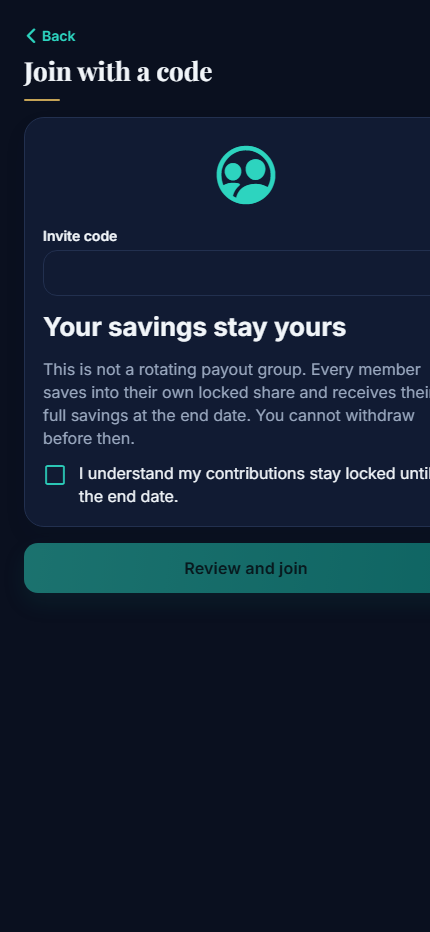 Back
Join with a code
Invite code
Your savings stay yours
This is not a rotating payout group. Every member
saves into their own locked share and receives their
full savings at the end date. You cannot withdraw
before then.
I understand my contributions stay locked until
the end date.
Review and join